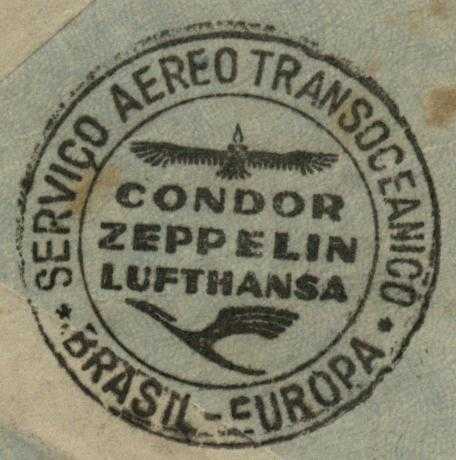 SERVIÇO AEREO TRANSOCEANICO
CONDOR
ZEPPELIN
LUFTHANSA
* BRASIL-EUROPA *